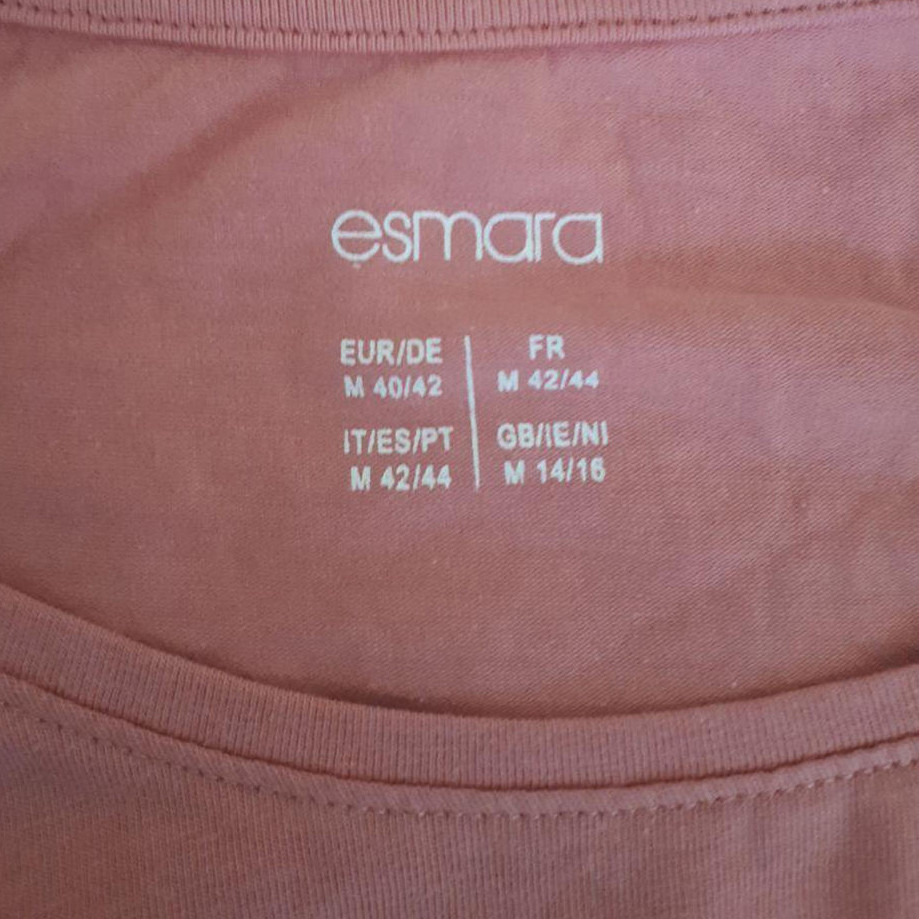 esmara
EUR/DE
M 40/42
FR
M 42/44
IT/ES/PT
M 42/44
GB/IE/NI
M 14/16